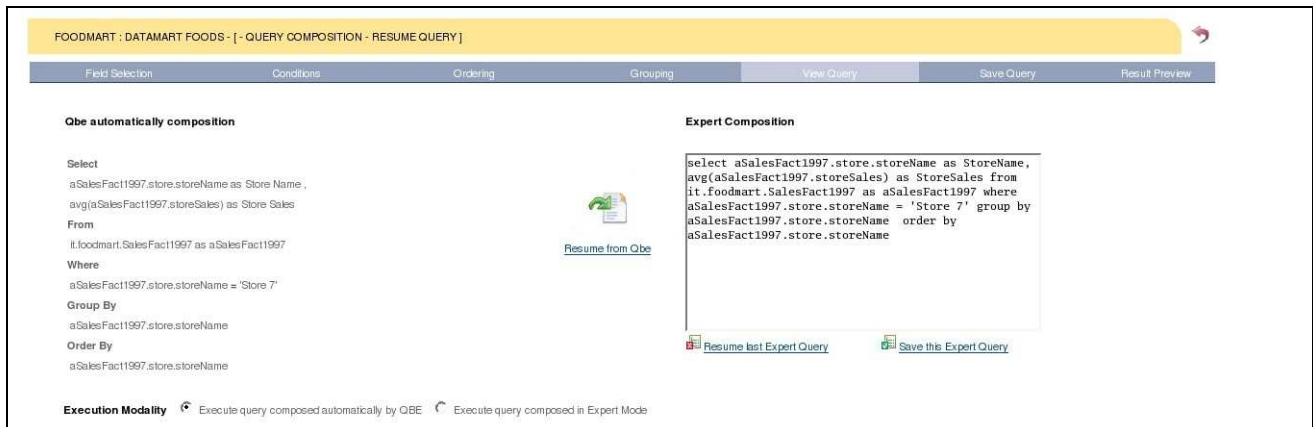 FOODMART : DATAMART FOODS - [ - QUERY COMPOSITION - RESUME QUERY ]
Field Selection Conditions Ordering Grouping View Query Save Query Result Preview
Qbe automatically composition
Select
aSalesFact1997.store.storeName as Store Name ,
avg(aSalesFact1997.storeSales) as Store Sales
From
it.foodmart.SalesFact1997 as aSalesFact1997
Where
aSalesFact1997.store.storeName = 'Store 7'
Group By
aSalesFact1997.store.storeName
Order By
aSalesFact1997.store.storeName
Resume from Qbe
Expert Composition
select aSalesFact1997.store.storeName as StoreName,
avg(aSalesFact1997.storeSales) as StoreSales from
it.foodmart.SalesFact1997 as aSalesFact1997 where
aSalesFact1997.store.storeName = 'Store 7' group by
aSalesFact1997.store.storeName  order by
aSalesFact1997.store.storeName
Resume last Expert Query Save this Expert Query
Execution Modality Execute query composed automatically by QBE Execute query composed in Expert Mode